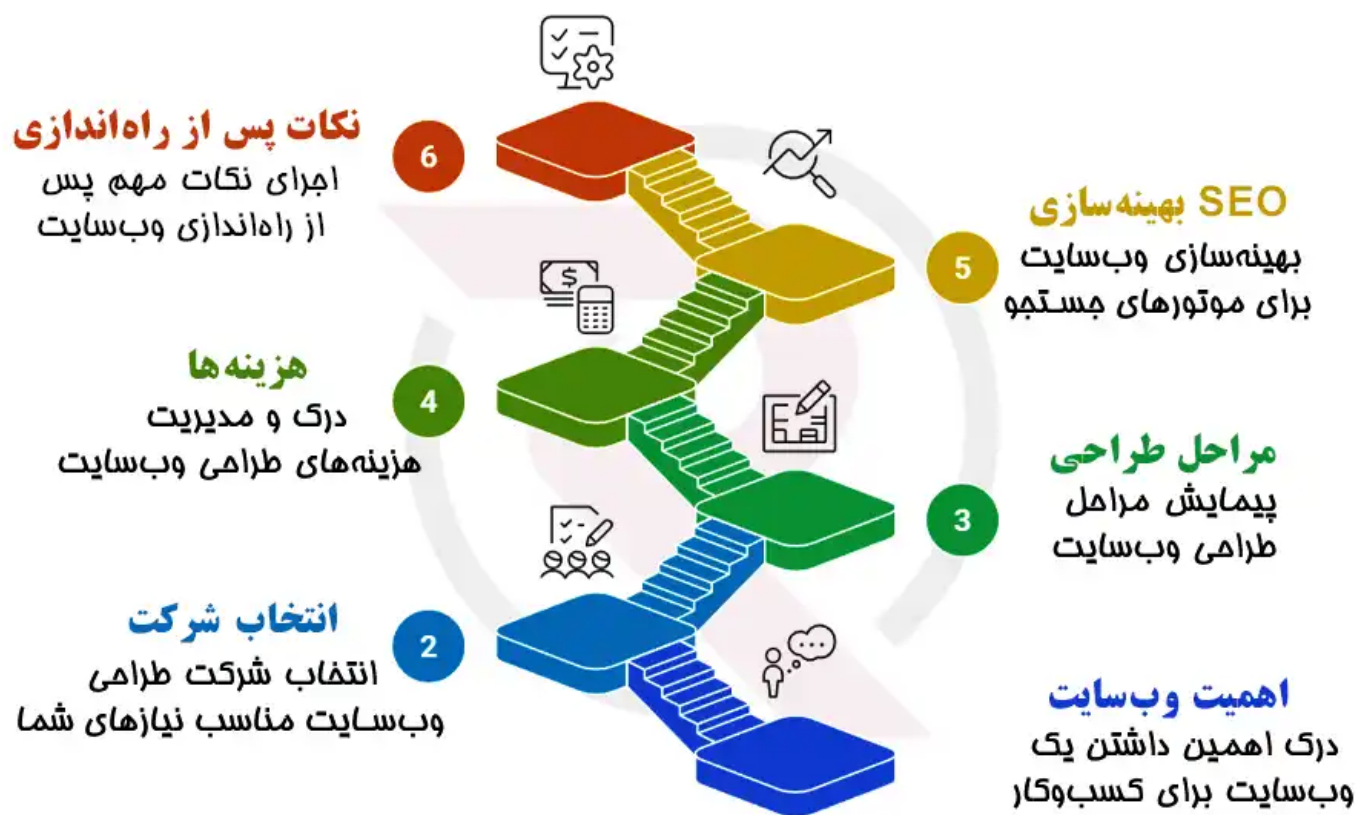 نکات پس از راه‌اندازی
6
اجرای نکات مهم پس
از راه‌اندازی وب‌سایت
بهینه‌سازی SEO
5
بهینه‌سازی وب‌سایت
برای موتورهای جستجو
هزینه‌ها
4
درک و مدیریت
هزینه‌های طراحی وب‌سایت
مراحل طراحی
3
پیمایش مراحل
طراحی وب‌سایت
انتخاب شرکت
2
انتخاب شرکت طراحی
وب‌سایت مناسب نیازهای شما
اهمیت وب‌سایت
درک اهمین داشتن یک
وب‌سایت برای کسب‌وکار